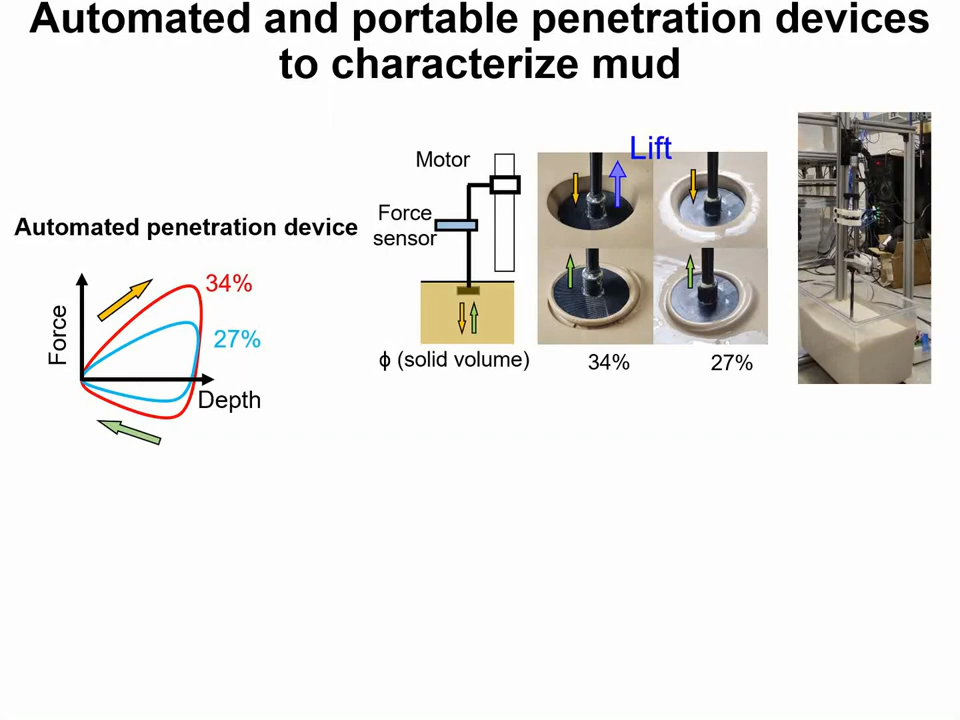 Automated and portable penetration devices
to characterize mud
Automated penetration device
Force
34%
27%
Depth
Motor
Force
sensor
ϕ (solid volume)
Lift
34%
27%